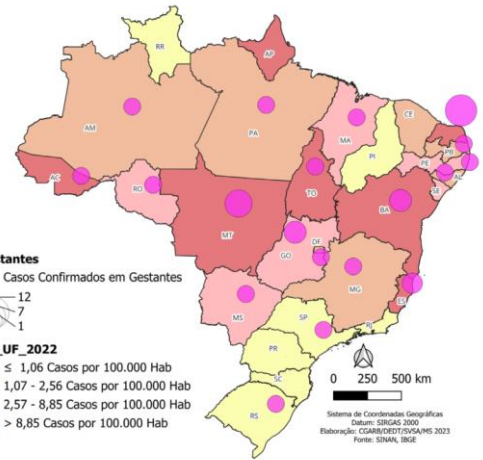 RR
AP
AM
PA
MA
CE
PI
PB
PE
AL
SE
AC
RO
TO
BA
MT
DF
GO
MG
ES
MS
SP
RJ
PR
SC
RS
stantes
Casos Confirmados em Gestantes
12
7
1
_UF_2022
≤ 1,06 Casos por 100.000 Hab
1,07 - 2,56 Casos por 100.000 Hab
2,57 - 8,85 Casos por 100.000 Hab
> 8,85 Casos por 100.000 Hab
0 250 500 km
Sistema de Coordenadas Geográficas
Datum: SIRGAS 2000
Elaboração: CGARB/DEDT/SVSA/MS 2023
Fonte: SINAN, IBGE